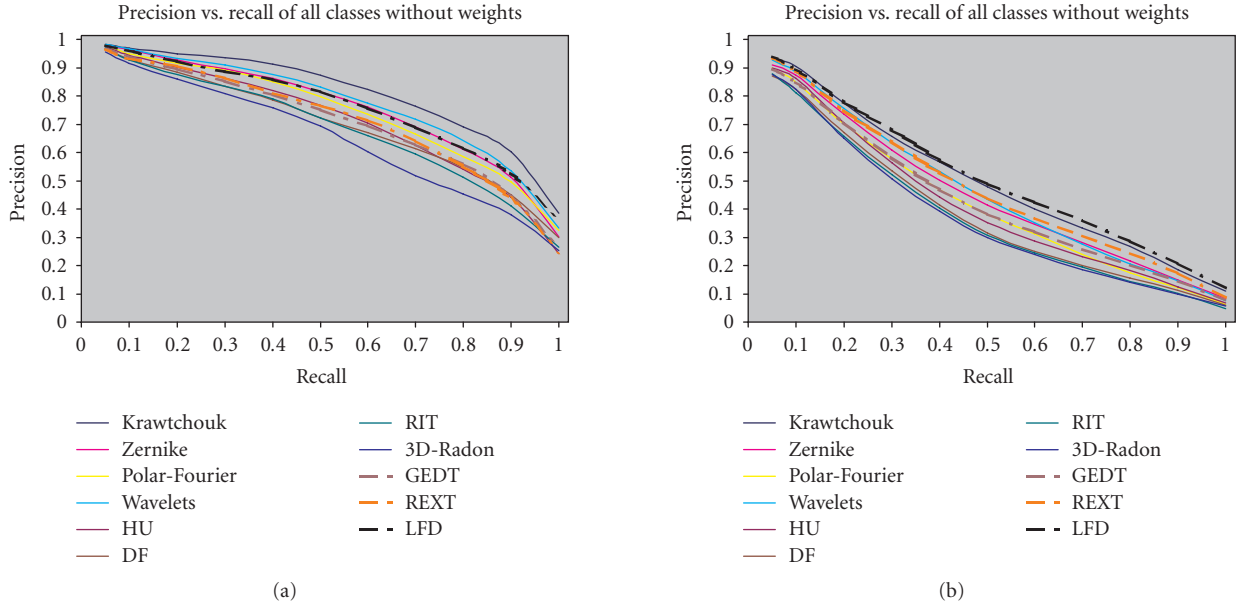 Precision vs. recall of all classes without weights
1
0.9
0.8
0.7
0.6
0.5
0.4
0.3
0.2
0.1
0
Precision
0 0.1 0.2 0.3 0.4 0.5 0.6 0.7 0.8 0.9 1
Recall
Krawtchouk
Zernike
Polar-Fourier
Wavelets
HU
DF
RIT
3D-Radon
GEDT
REXT
LFD
(a)
Precision vs. recall of all classes without weights
1
0.9
0.8
0.7
0.6
0.5
0.4
0.3
0.2
0.1
0
Precision
0 0.1 0.2 0.3 0.4 0.5 0.6 0.7 0.8 0.9 1
Recall
Krawtchouk
Zernike
Polar-Fourier
Wavelets
HU
DF
RIT
3D-Radon
GEDT
REXT
LFD
(b)